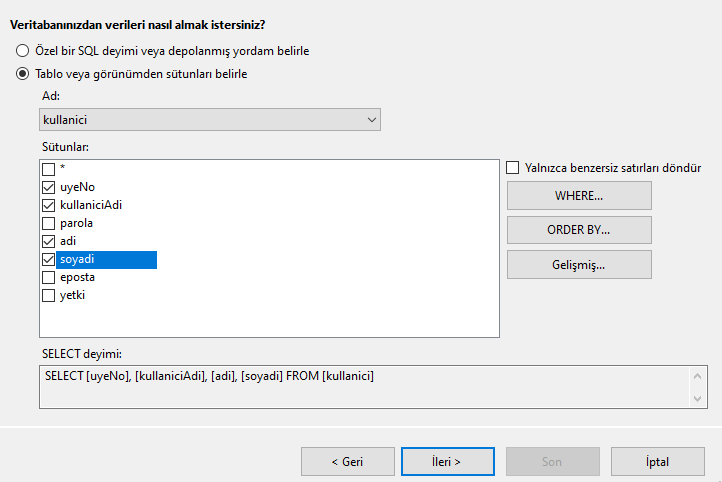 Veritabanınızdan verileri nasıl almak istersiniz?
Özel bir SQL deyimi veya depolanmış yordam belirle
Tablo veya görünümden sütunları belirle
Ad:
kullanici
Sütunlar:
*
Yalnızca benzersiz satırları döndür
uyeNo
WHERE...
kullaniciAdi
parola
ORDER BY...
adi
soyadi
Gelişmiş...
eposta
yetki
SELECT deyimi:
SELECT [uyeNo], [kullaniciAdi], [adi], [soyadi] FROM [kullanici]
< Geri
İleri >
Son
İptal